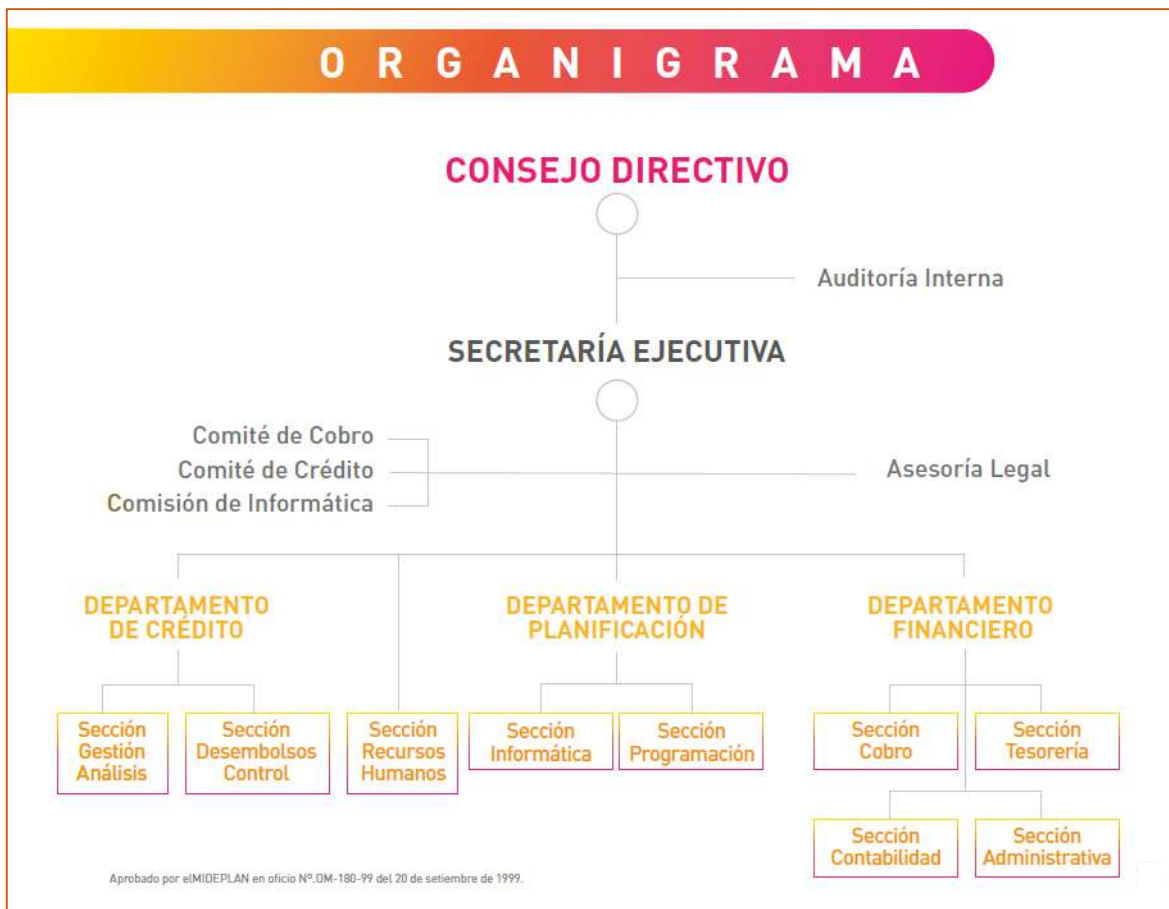 ORGANIGRAMA
CONSEJO DIRECTIVO
Auditoría Interna
SECRETARÍA EJECUTIVA
Comité de Cobro
Comité de Crédito
Comisión de Informática
Asesoría Legal
DEPARTAMENTO
DE CRÉDITO
DEPARTAMENTO DE
PLANIFICACIÓN
DEPARTAMENTO
FINANCIERO
Sección
Gestión
Análisis
Sección
Desembolsos
Control
Sección
Recursos
Humanos
Sección
Informática
Sección
Programación
Sección
Cobro
Sección
Tesorería
Sección
Contabilidad
Sección
Administrativa
Aprobado por elMIDEPLAN en oficio Nº.DM-180-99 del 20 de setiembre de 1999.